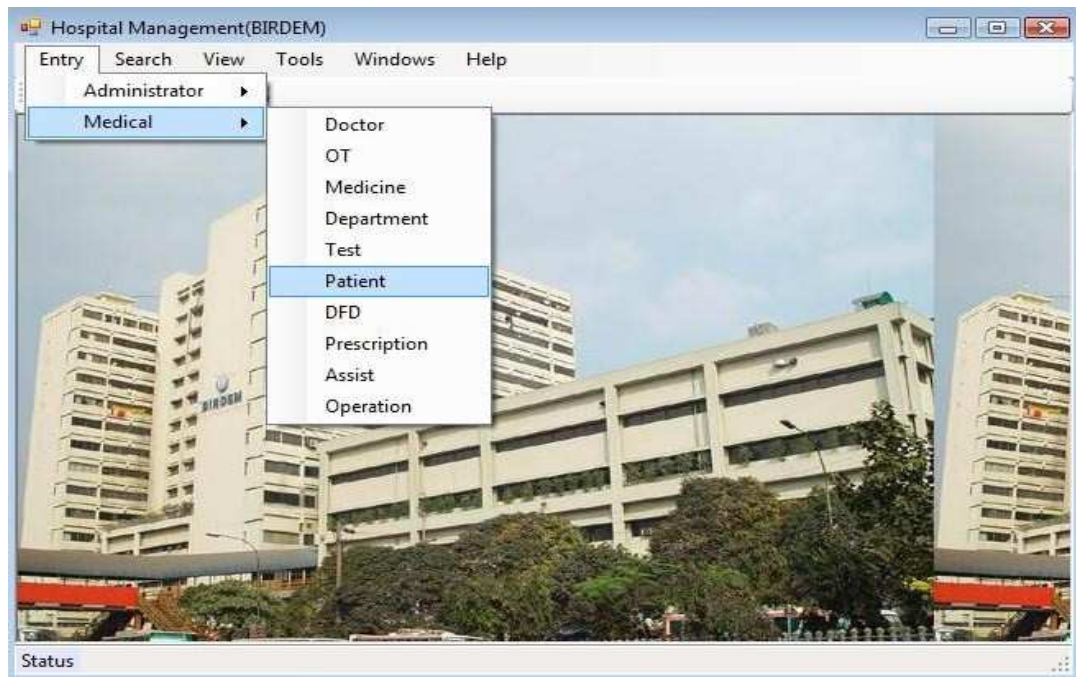 Hospital Management(BIRDEM)
Entry Search View Tools Windows Help
Administrator
Medical
Doctor
OT
Medicine
Department
Test
Patient
DFD
Prescription
Assist
Operation
BIRDEM
Status